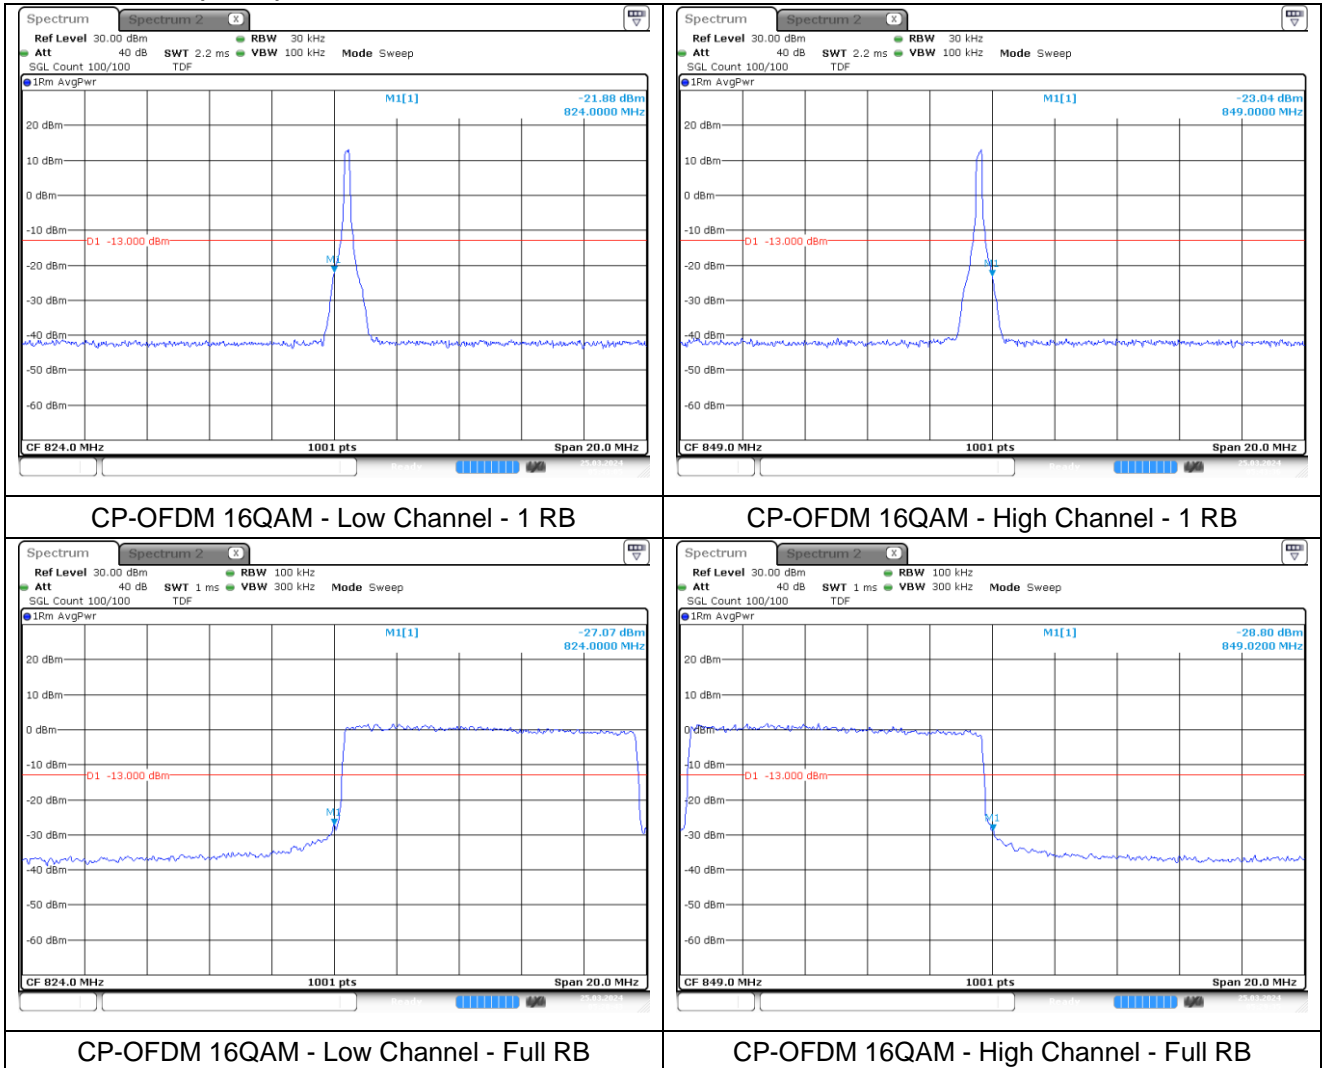 Spectrum Spectrum 2 X
Ref Level 30.00 dBm RBW 30 kHz
Att 40 dB SWT 2.2 ms VBW 100 kHz Mode Sweep
SGL Count 100/100 TDF
1Rm AvgPwr
M1[1] -21.88 dBm
824.0000 MHz
20 dBm
10 dBm
0 dBm
-10 dBm
D1 -13.000 dBm
M1
-20 dBm
-30 dBm
-40 dBm
-50 dBm
-60 dBm
CF 824.0 MHz 1001 pts Span 20.0 MHz
Ready 25.03.2024
CP-OFDM 16QAM - Low Channel - 1 RB
Spectrum Spectrum 2 X
Ref Level 30.00 dBm RBW 30 kHz
Att 40 dB SWT 2.2 ms VBW 100 kHz Mode Sweep
SGL Count 100/100 TDF
1Rm AvgPwr
M1[1] -23.04 dBm
849.0000 MHz
20 dBm
10 dBm
0 dBm
-10 dBm
D1 -13.000 dBm
M1
-20 dBm
-30 dBm
-40 dBm
-50 dBm
-60 dBm
CF 849.0 MHz 1001 pts Span 20.0 MHz
Ready 25.03.2024
CP-OFDM 16QAM - High Channel - 1 RB
Spectrum Spectrum 2 X
Ref Level 30.00 dBm RBW 100 kHz
Att 40 dB SWT 1 ms VBW 300 kHz Mode Sweep
SGL Count 100/100 TDF
1Rm AvgPwr
M1[1] -27.07 dBm
824.0000 MHz
20 dBm
10 dBm
0 dBm
-10 dBm
D1 -13.000 dBm
-20 dBm
M1
-30 dBm
-40 dBm
-50 dBm
-60 dBm
CF 824.0 MHz 1001 pts Span 20.0 MHz
Ready 25.03.2024
CP-OFDM 16QAM - Low Channel - Full RB
Spectrum Spectrum 2 X
Ref Level 30.00 dBm RBW 100 kHz
Att 40 dB SWT 1 ms VBW 300 kHz Mode Sweep
SGL Count 100/100 TDF
1Rm AvgPwr
M1[1] -28.80 dBm
849.0200 MHz
20 dBm
10 dBm
0 dBm
-10 dBm
D1 -13.000 dBm
-20 dBm
M1
-30 dBm
-40 dBm
-50 dBm
-60 dBm
CF 849.0 MHz 1001 pts Span 20.0 MHz
Ready 25.03.2024
CP-OFDM 16QAM - High Channel - Full RB